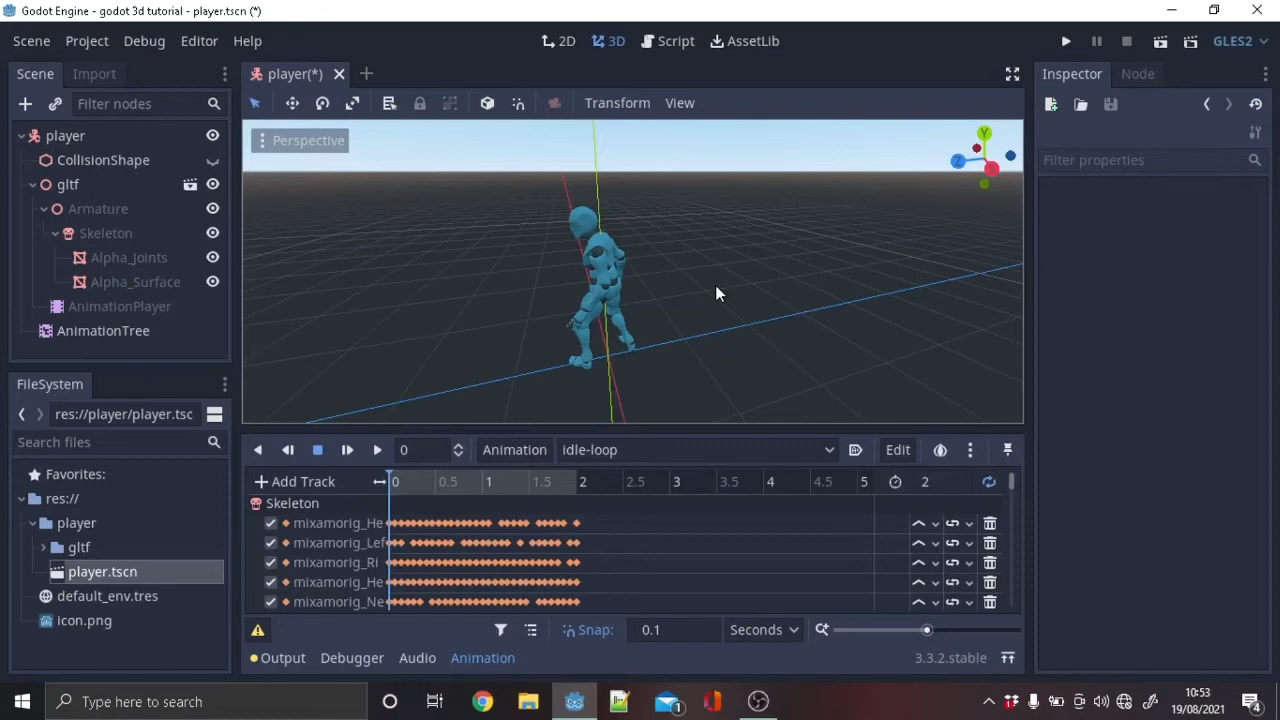 Godot Engine - godot 3d tutorial - player.tscn (*)
Scene Project Debug Editor Help
2D 3D Script AssetLib
GLES2
Scene Import
player(*)
Inspector Node
Filter nodes
Transform View
player
CollisionShape
gltf
Armature
Skeleton
Alpha_Joints
Alpha_Surface
AnimationPlayer
AnimationTree
Perspective
Y
Z
X
Filter properties
FileSystem
res://player/player.tsc
Search files
Favorites:
res://
player
gltf
player.tscn
default_env.tres
icon.png
0 Animation idle-loop Edit
Add Track 0 0.5 1 1.5 2 2.5 3 3.5 4 4.5 5 2
Skeleton
mixamorig_He
mixamorig_Lef
mixamorig_Ri
mixamorig_He
mixamorig_Ne
Snap: 0.1 Seconds
Output Debugger Audio Animation 3.3.2.stable
Type here to search
1
10:53
19/08/2021
4